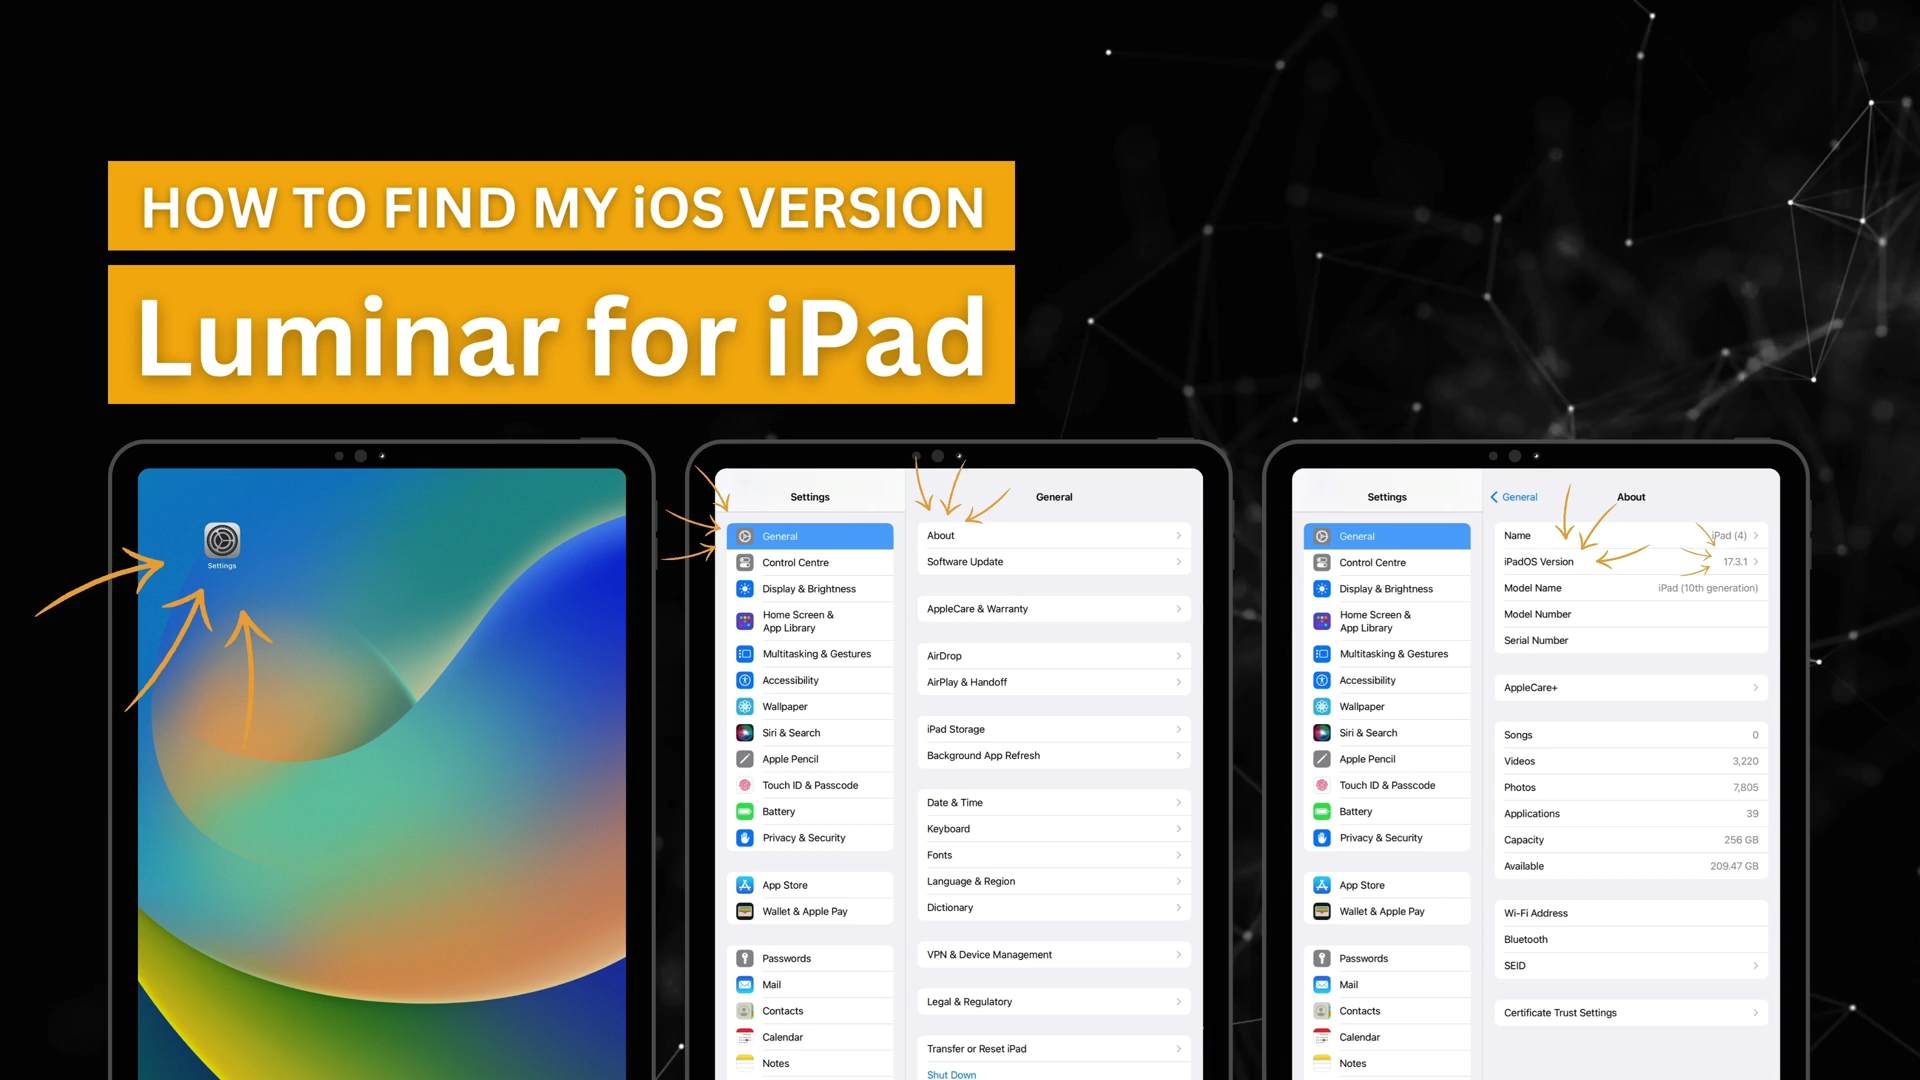 HOW TO FIND MY iOS VERSION
Luminar for iPad
Settings
Settings
General
Control Centre
Display & Brightness
Home Screen &
App Library
Multitasking & Gestures
Accessibility
Wallpaper
Siri & Search
Apple Pencil
Touch ID & Passcode
Battery
Privacy & Security
App Store
Wallet & Apple Pay
Passwords
Mail
Contacts
Calendar
Notes
General
About
Software Update
AppleCare & Warranty
AirDrop
AirPlay & Handoff
iPad Storage
Background App Refresh
Date & Time
Keyboard
Fonts
Language & Region
Dictionary
VPN & Device Management
Legal & Regulatory
Transfer or Reset iPad
Shut Down
Settings
General
Control Centre
Display & Brightness
Home Screen &
App Library
Multitasking & Gestures
Accessibility
Wallpaper
Siri & Search
Apple Pencil
Touch ID & Passcode
Battery
Privacy & Security
App Store
Wallet & Apple Pay
Passwords
Mail
Contacts
Calendar
Notes
General About
Name iPad (4)
iPadOS Version 17.3.1
Model Name iPad (10th generation)
Model Number
Serial Number
AppleCare+
Songs 0
Videos 3,220
Photos 7,805
Applications 39
Capacity 256 GB
Available 209.47 GB
Wi-Fi Address
Bluetooth
SEID
Certificate Trust Settings